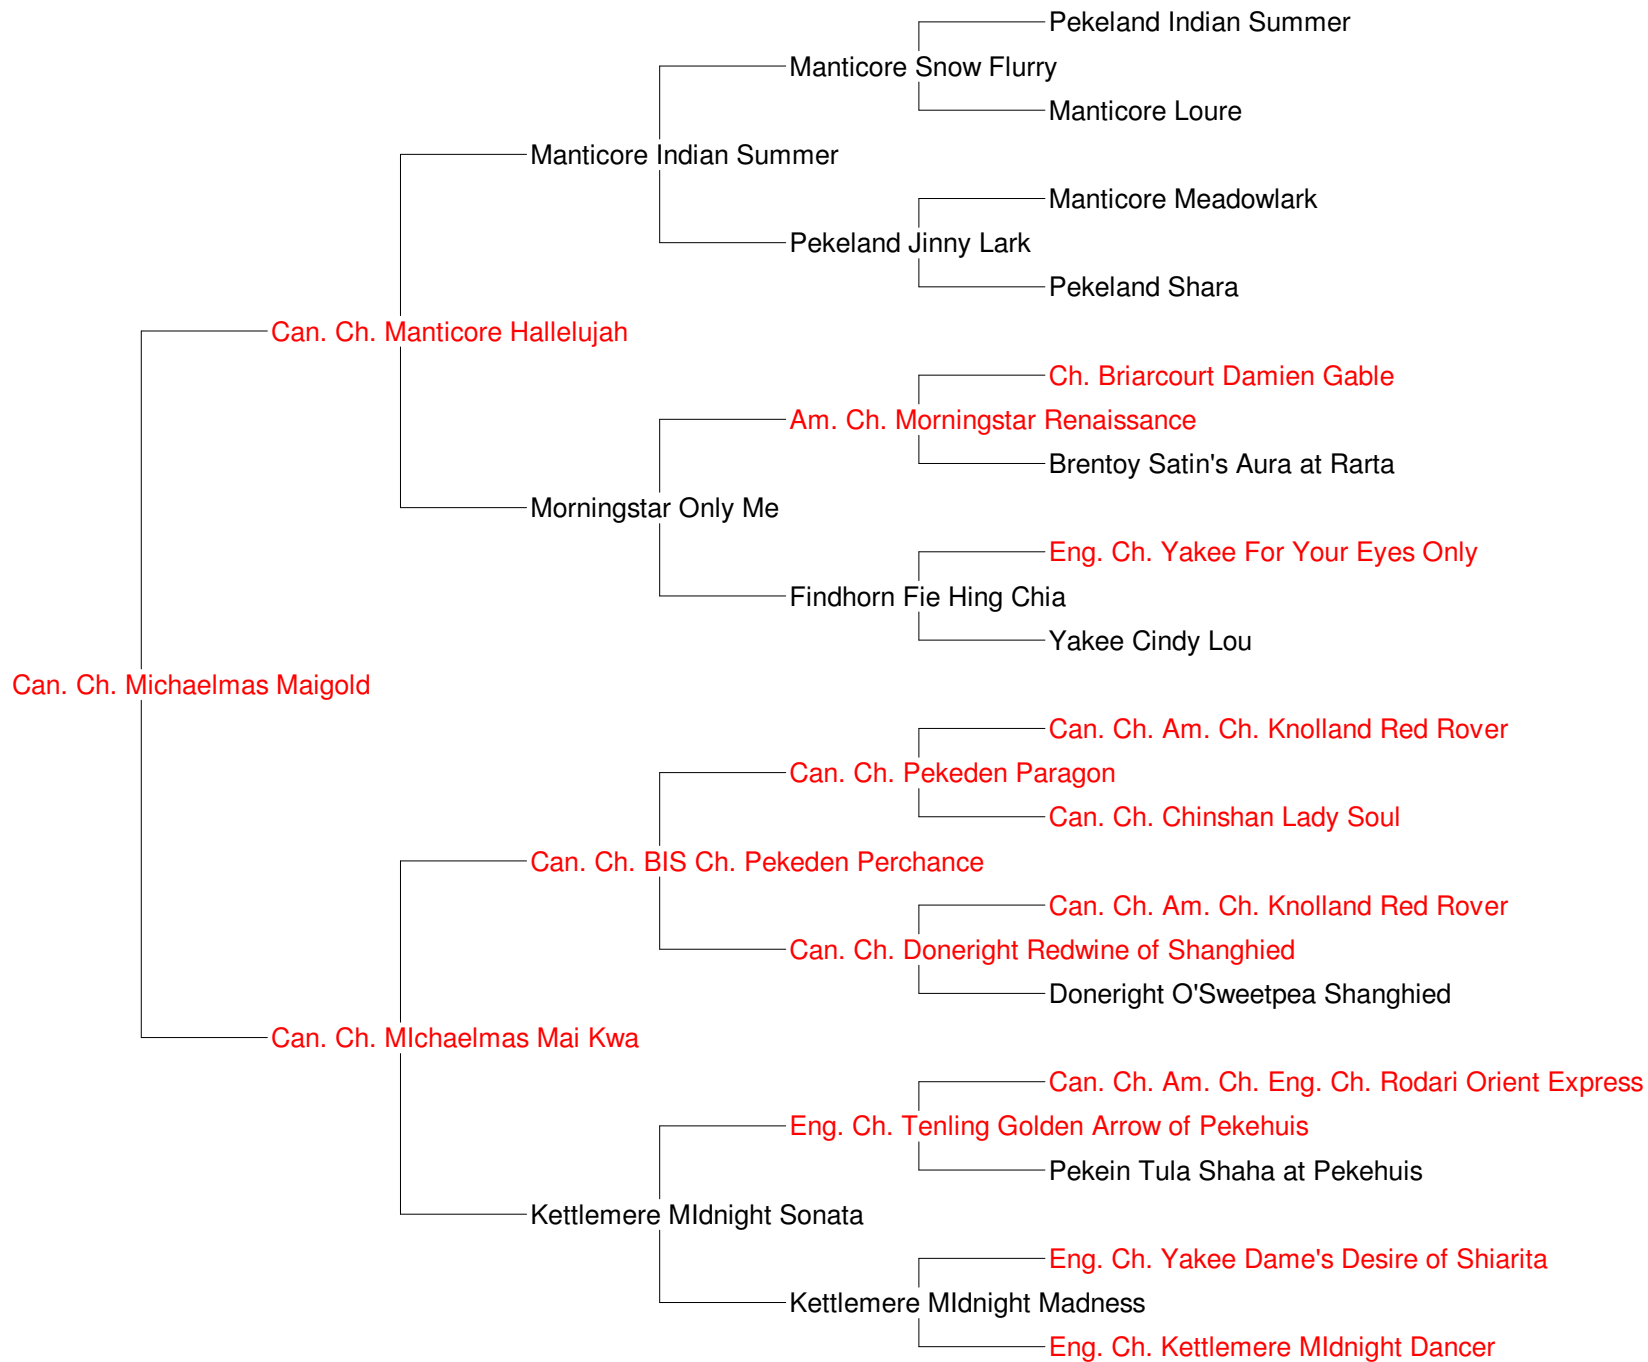 Pekeland Indian Summer
Manticore Snow Flurry
Manticore Loure
Manticore Indian Summer
Manticore Meadowlark
Pekeland Jinny Lark
Pekeland Shara
Can. Ch. Manticore Hallelujah
Ch. Briarcourt Damien Gable
Am. Ch. Morningstar Renaissance
Brentoy Satin's Aura at Rarta
Morningstar Only Me
Eng. Ch. Yakee For Your Eyes Only
Findhorn Fie Hing Chia
Yakee Cindy Lou
Can. Ch. Michaelmas Maigold
Can. Ch. Am. Ch. Knolland Red Rover
Can. Ch. Pekeden Paragon
Can. Ch. Chinshan Lady Soul
Can. Ch. BIS Ch. Pekeden Perchance
Can. Ch. Am. Ch. Knolland Red Rover
Can. Ch. Doneright Redwine of Shanghied
Doneright O'Sweetpea Shanghied
Can. Ch. MIchaelmas Mai Kwa
Can. Ch. Am. Ch. Eng. Ch. Rodari Orient Express
Eng. Ch. Tenling Golden Arrow of Pekehuis
Pekein Tula Shaha at Pekehuis
Kettlemere MIdnight Sonata
Eng. Ch. Yakee Dame's Desire of Shiarita
Kettlemere MIdnight Madness
Eng. Ch. Kettlemere MIdnight Dancer